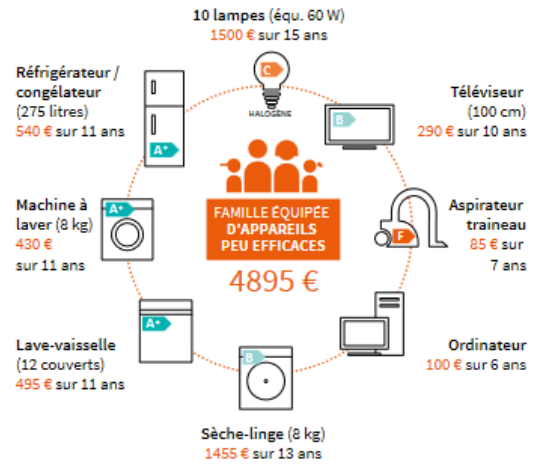 10 lampes (équ. 60 W)
1500 € sur 15 ans
C
HALOGÈNE
Téléviseur
(100 cm)
290 € sur 10 ans
B
Aspirateur
traineau
85 € sur
7 ans
F
Ordinateur
100 € sur 6 ans
Sèche-linge (8 kg)
1455 € sur 13 ans
B
Lave-vaisselle
(12 couverts)
495 € sur 11 ans
A+
Machine à
laver (8 kg)
430 €
sur 11 ans
A+
Réfrigérateur /
congélateur
(275 litres)
540 € sur 11 ans
A+
FAMILLE ÉQUIPÉE
D'APPAREILS
PEU EFFICACES
4895 €